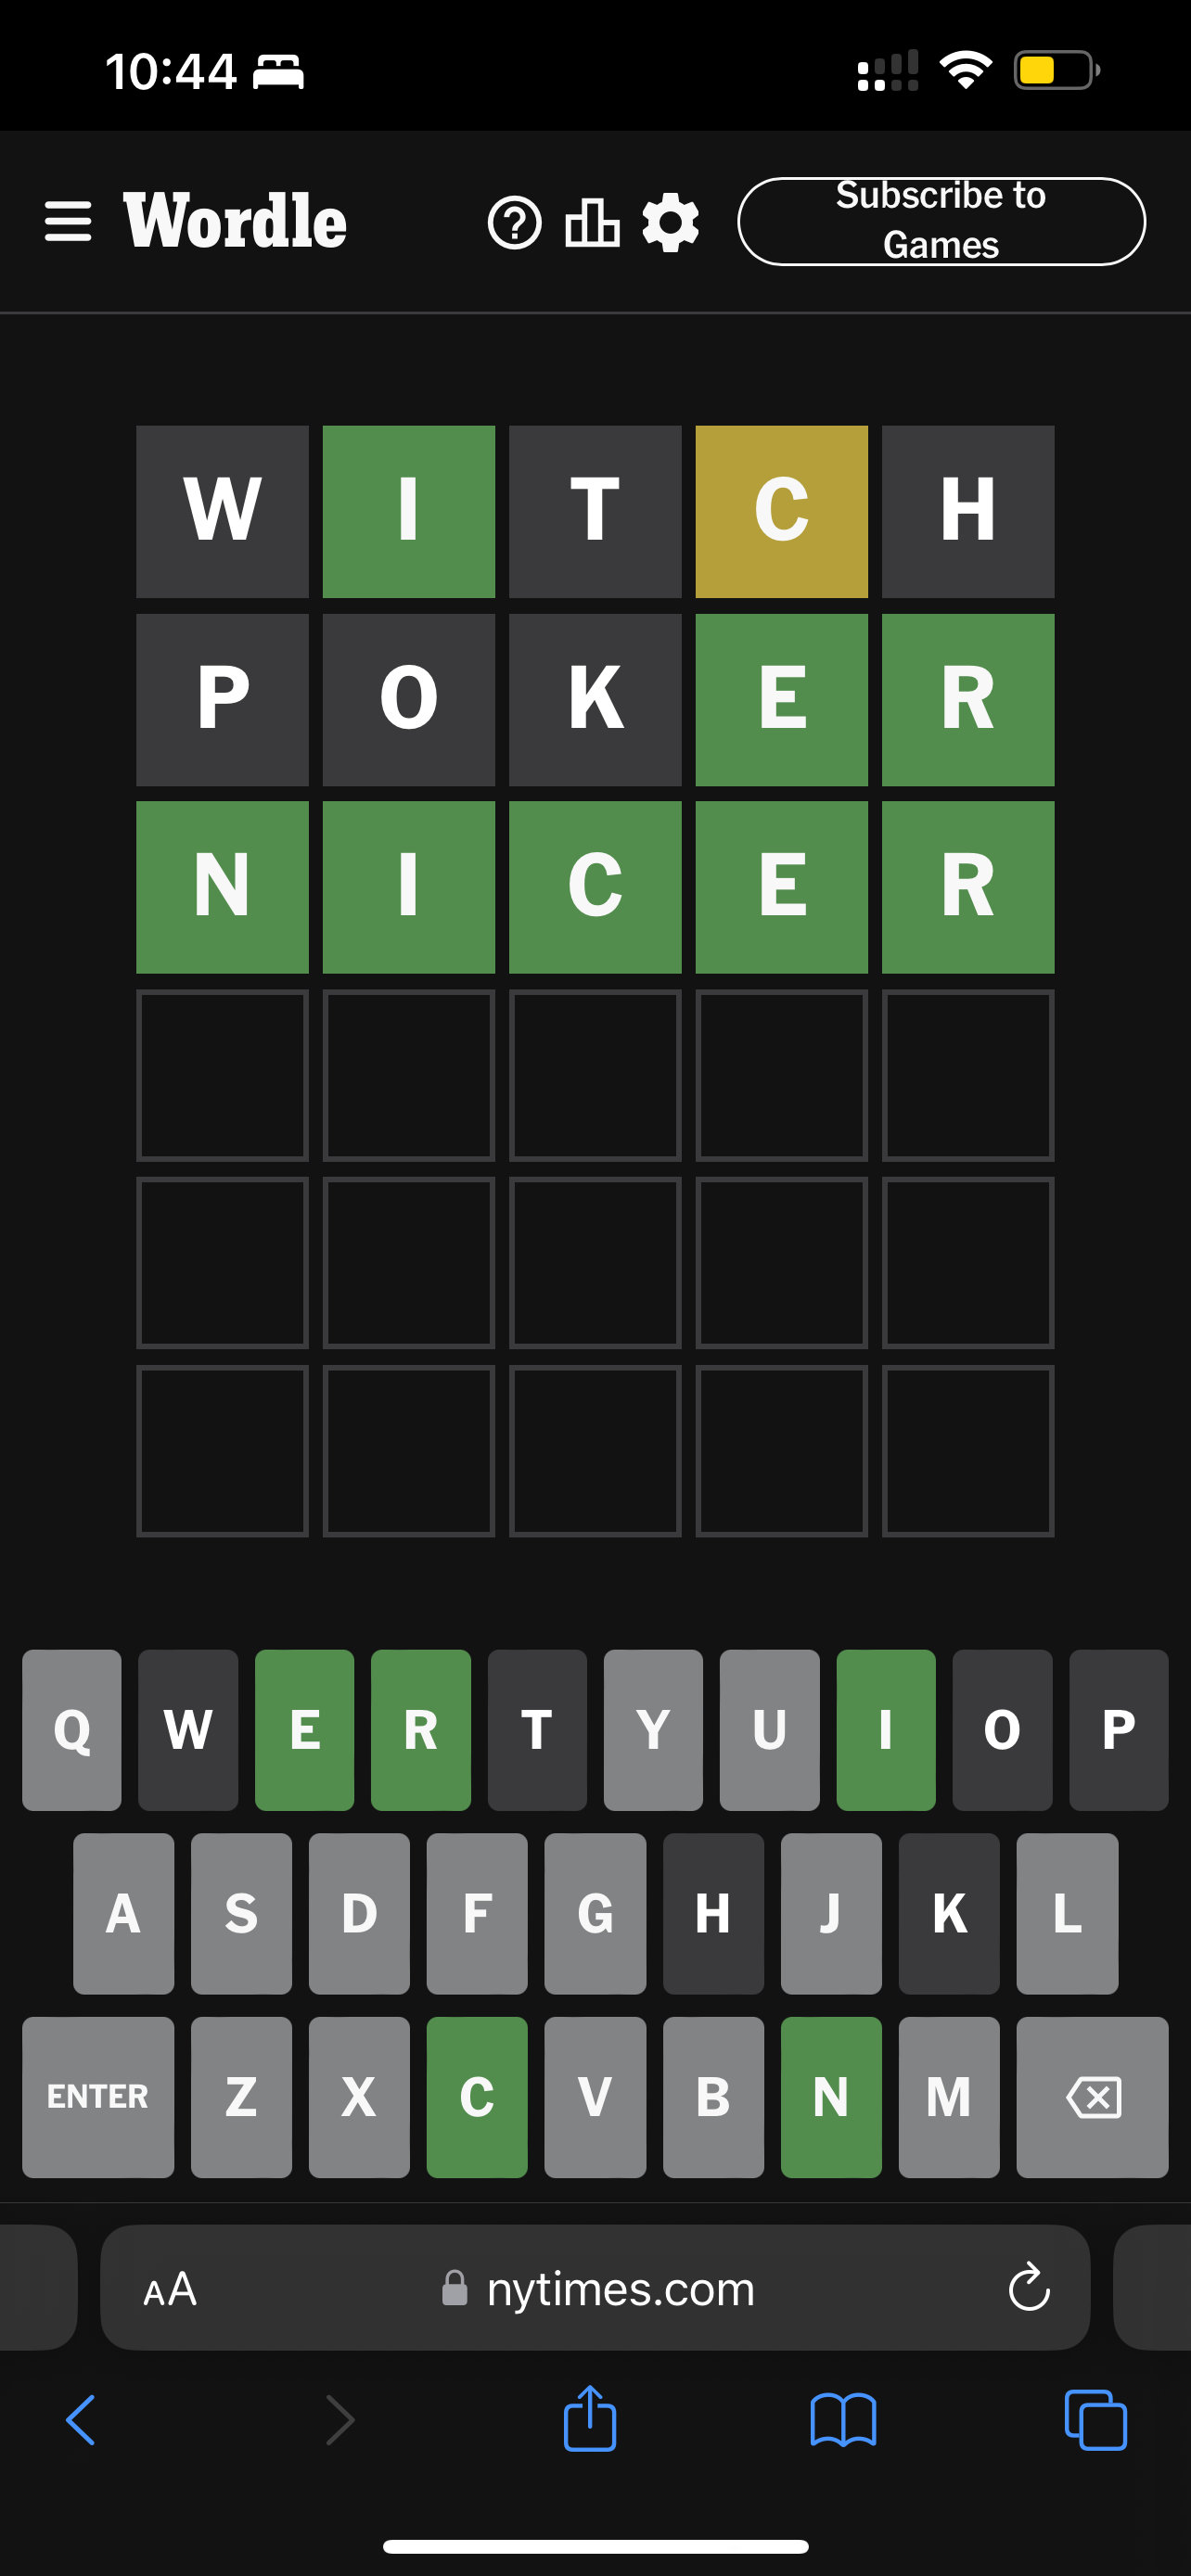 10:44
Wordle
Subscribe to
Games
W I T C H
P O K E R
N I C E R
Q W E R T Y U I O P
A S D F G H J K L
ENTER Z X C V B N M
AA nytimes.com